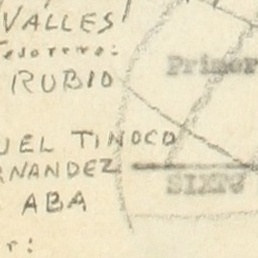 VALLES
Tesorero:
RUBIO
UEL TINOCO
RNANDEZ
ABA
r:
Primer